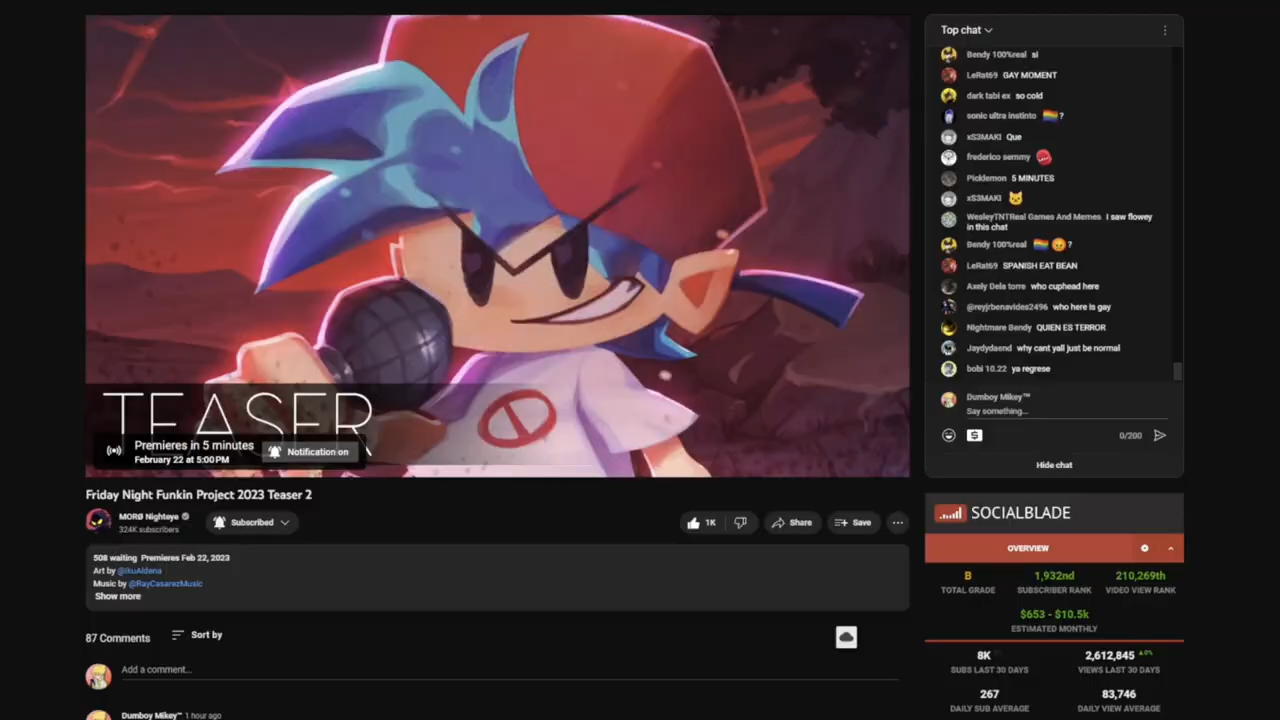 TEASER
Premieres in 5 minutes
February 22 at 5:00 PM
Notification on
Friday Night Funkin Project 2023 Teaser 2
MORØ Nighteye
324K subscribers
Subscribed
1K
Share
Save
508 waiting Premieres Feb 22, 2023
Art by @IkuAldena
Music by @RayCasarezMusic
Show more
87 Comments
Sort by
Add a comment...
Dumboy Mikey™ 1 hour ago
Top chat
Bendy 100%real si
LeRat69 GAY MOMENT
dark tabi ex so cold
sonic ultra instinto ?
xS3MAKI Que
frederico semmy
Picklemon 5 MINUTES
xS3MAKI
WesleyTNTReal Games And Memes I saw flowey
in this chat
Bendy 100%real ?
LeRat69 SPANISH EAT BEAN
Axely Dela torre who cuphead here
@reyjrbenavides2496 who here is gay
Nightmare Bendy QUIEN ES TERROR
Jaydydaend why cant yall just be normal
bobi 10.22 ya regrese
Dumboy Mikey™
Say something...
0/200
Hide chat
SOCIALBLADE
OVERVIEW
B 1,932nd 210,269th
TOTAL GRADE SUBSCRIBER RANK VIDEO VIEW RANK
$653 - $10.5k
ESTIMATED MONTHLY
8K 2,612,845 ▲0%
SUBS LAST 30 DAYS VIEWS LAST 30 DAYS
267 83,746
DAILY SUB AVERAGE DAILY VIEW AVERAGE